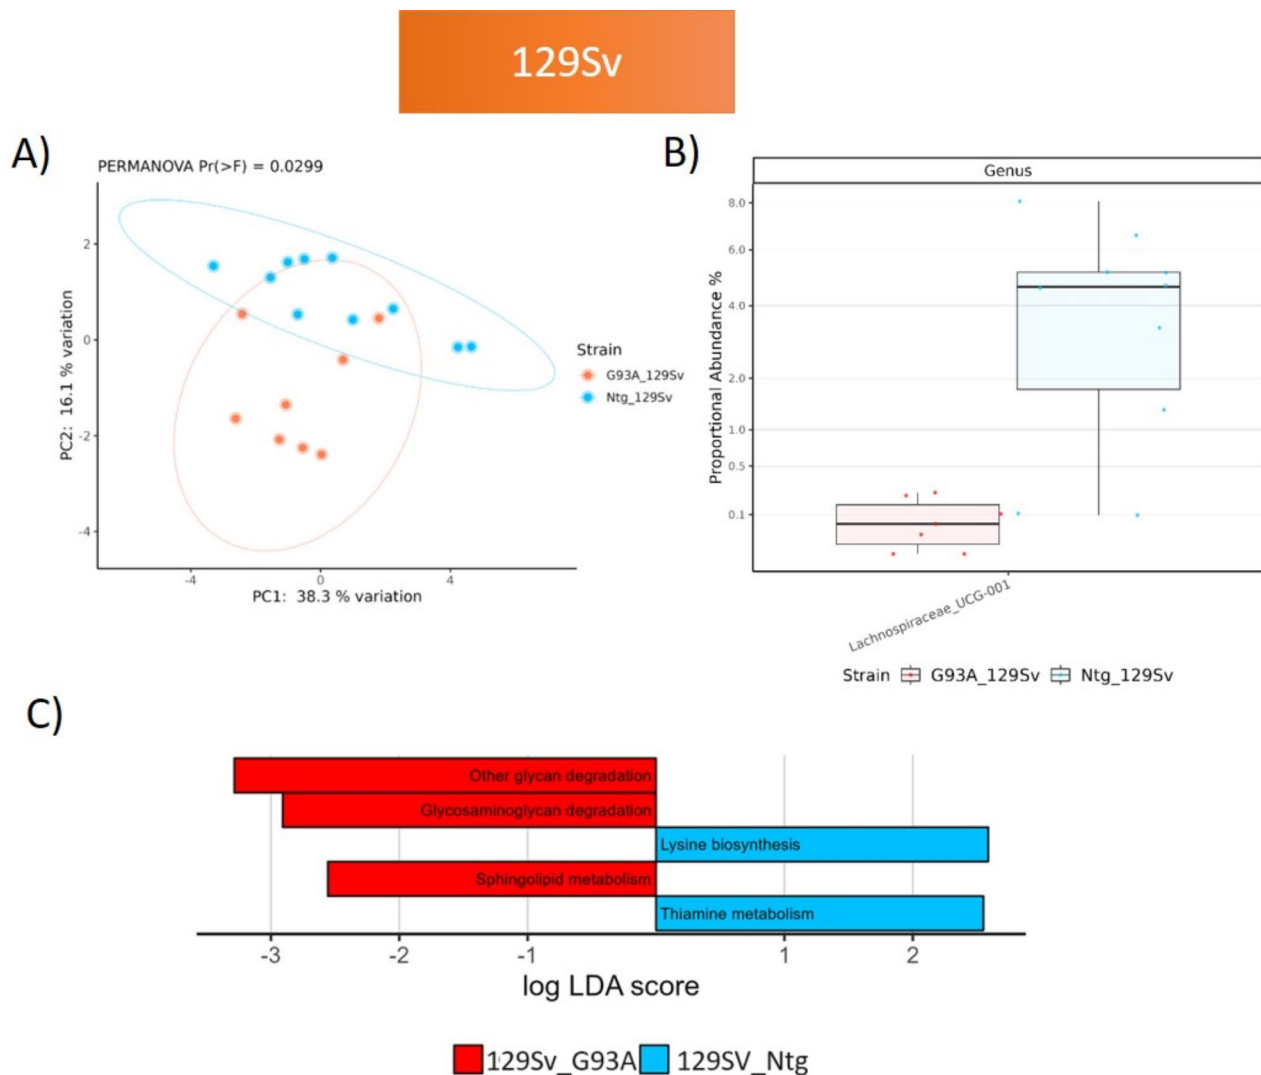 129Sv
A)
PERMANOVA Pr(>F) = 0.0299
PC2: 16.1 % variation
2
0
-2
-4
-4
0
4
PC1: 38.3 % variation
Strain
G93A_129Sv
Ntg_129Sv
B)
Genus
Proportional Abundance %
8.0
6.0
4.0
2.0
1.0
0.5
0.1
Lachnospiraceae_UCG-001
Strain G93A_129Sv Ntg_129Sv
C)
Other glycan degradation
Glycosaminoglycan degradation
Lysine biosynthesis
Sphingolipid metabolism
Thiamine metabolism
-3 -2 -1 1 2
log LDA score
129Sv_G93A 129SV_Ntg